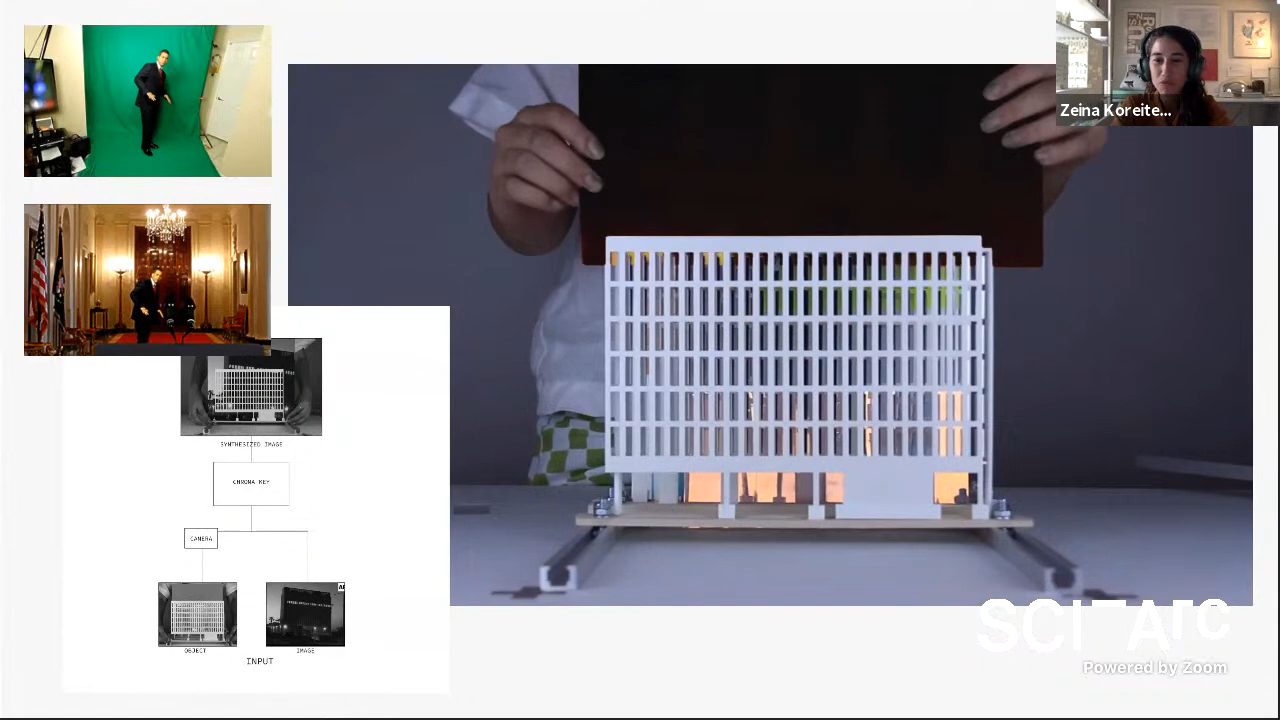 Zeina Koreite...
SYNTHESIZED IMAGE
CHROMA KEY
CAMERA
OBJECT
IMAGE
INPUT
SCI Arc
Powered by Zoom